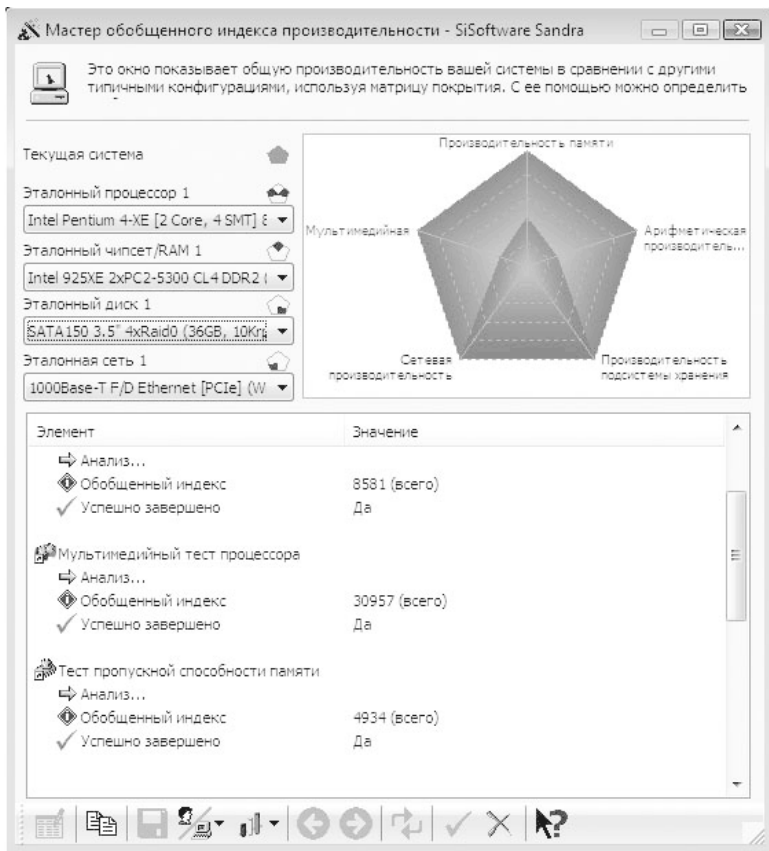 Мастер обобщенного индекса производительности - SiSoftware Sandra
Это окно показывает общую производительность вашей системы в сравнении с другими
типичными конфигурациями, используя матрицу покрытия. С ее помощью можно определить
Текущая система
Эталонный процессор 1
Intel Pentium 4-XE [2 Core, 4 SMT]
Эталонный чипсет/RAM 1
Intel 925XE 2xPC2-5300 CL4 DDR2 (
Эталонный диск 1
SATA150 3.5" 4xRaid0 (36GB, 10Krp
Эталонная сеть 1
1000Base-T F/D Ethernet [PCIe] (W
Производительность памяти
Мультимедийная
Арифметическая
производитель...
Сетевая
производительность
Производительность
подсистемы хранения
Элемент Значение
Анализ...
Обобщенный индекс 8581 (всего)
Успешно завершено Да
Мультимедийный тест процессора
Анализ...
Обобщенный индекс 30957 (всего)
Успешно завершено Да
Тест пропускной способности памяти
Анализ...
Обобщенный индекс 4934 (всего)
Успешно завершено Да